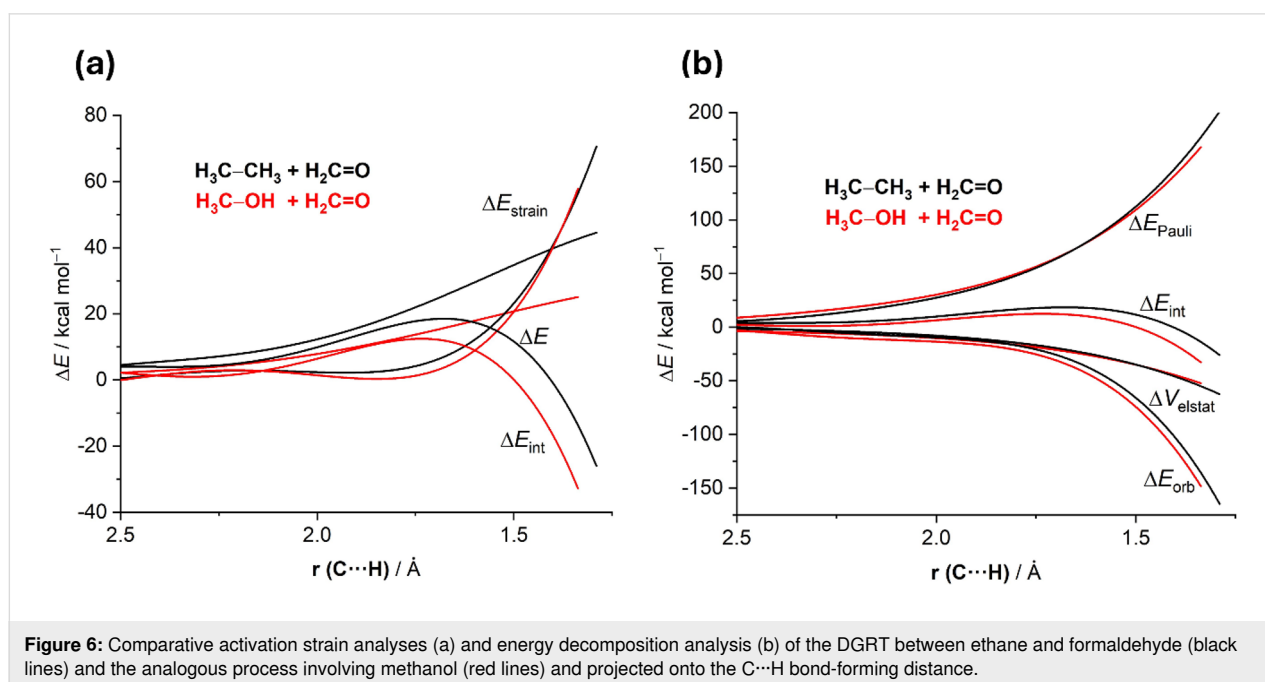 (a)
80
60
40
20
0
-20
-40
ΔE / kcal mol⁻¹
H₃C–CH₃ + H₂C=O
H₃C–OH + H₂C=O
ΔE_strain
ΔE
ΔE_int
2.5 2.0 1.5
r (C···H) / Å
(b)
200
150
100
50
0
-50
-100
-150
ΔE / kcal mol⁻¹
H₃C–CH₃ + H₂C=O
H₃C–OH + H₂C=O
ΔE_Pauli
ΔE_int
ΔV_elstat
ΔE_orb
2.5 2.0 1.5
r (C···H) / Å
Figure 6: Comparative activation strain analyses (a) and energy decomposition analysis (b) of the DGRT between ethane and formaldehyde (black
lines) and the analogous process involving methanol (red lines) and projected onto the C···H bond-forming distance.